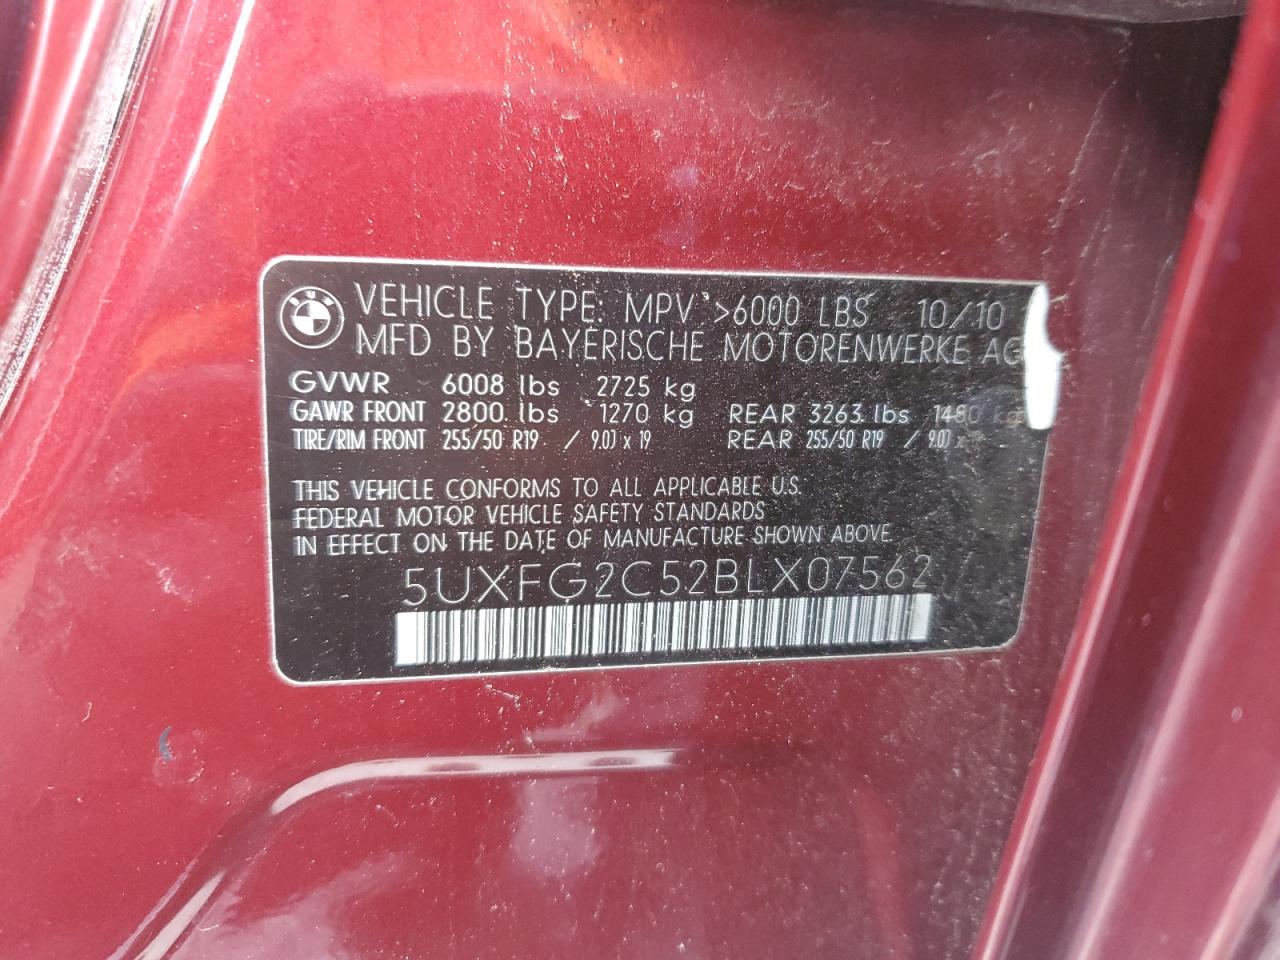 VEHICLE TYPE: MPV >6000 LBS 10/10
MFD BY BAYERISCHE MOTORENWERKE AG
GVWR 6008 lbs 2725 kg
GAWR FRONT 2800 lbs 1270 kg REAR 3263 lbs 1480 kg
TIRE/RIM FRONT 255/50 R19 / 9.0J x 19 REAR 255/50 R19 / 9.0J x
THIS VEHICLE CONFORMS TO ALL APPLICABLE U.S.
FEDERAL MOTOR VEHICLE SAFETY STANDARDS
IN EFFECT ON THE DATE OF MANUFACTURE SHOWN ABOVE.
5UXFG2C52BLX07562